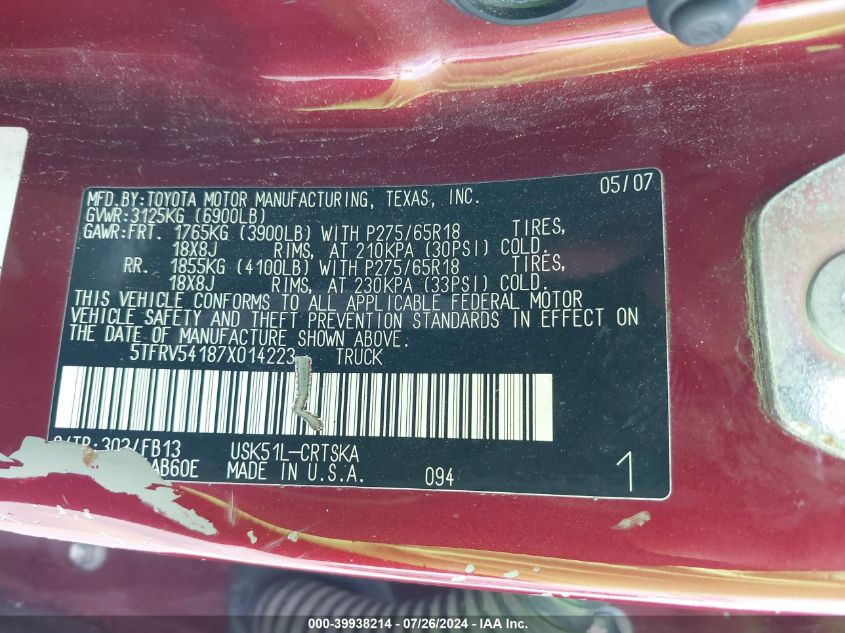 MFD.BY:TOYOTA MOTOR MANUFACTURING, TEXAS, INC. 05/07
GVWR:3125KG (6900LB)
GAWR:FRT. 1765KG (3900LB) WITH P275/65R18 TIRES,
18X8J RIMS, AT 210KPA (30PSI) COLD.
RR. 1855KG (4100LB) WITH P275/65R18 TIRES,
18X8J RIMS, AT 230KPA (33PSI) COLD.
THIS VEHICLE CONFORMS TO ALL APPLICABLE FEDERAL MOTOR
VEHICLE SAFETY AND THEFT PREVENTION STANDARDS IN EFFECT ON
THE DATE OF MANUFACTURE SHOWN ABOVE.
5TFRV54187X014223 TRUCK
C/TR:3Q3/FB13 USK51L-CRTSKA
AB60E MADE IN U.S.A. 094 1
000-39938214 - 07/26/2024 - IAA Inc.